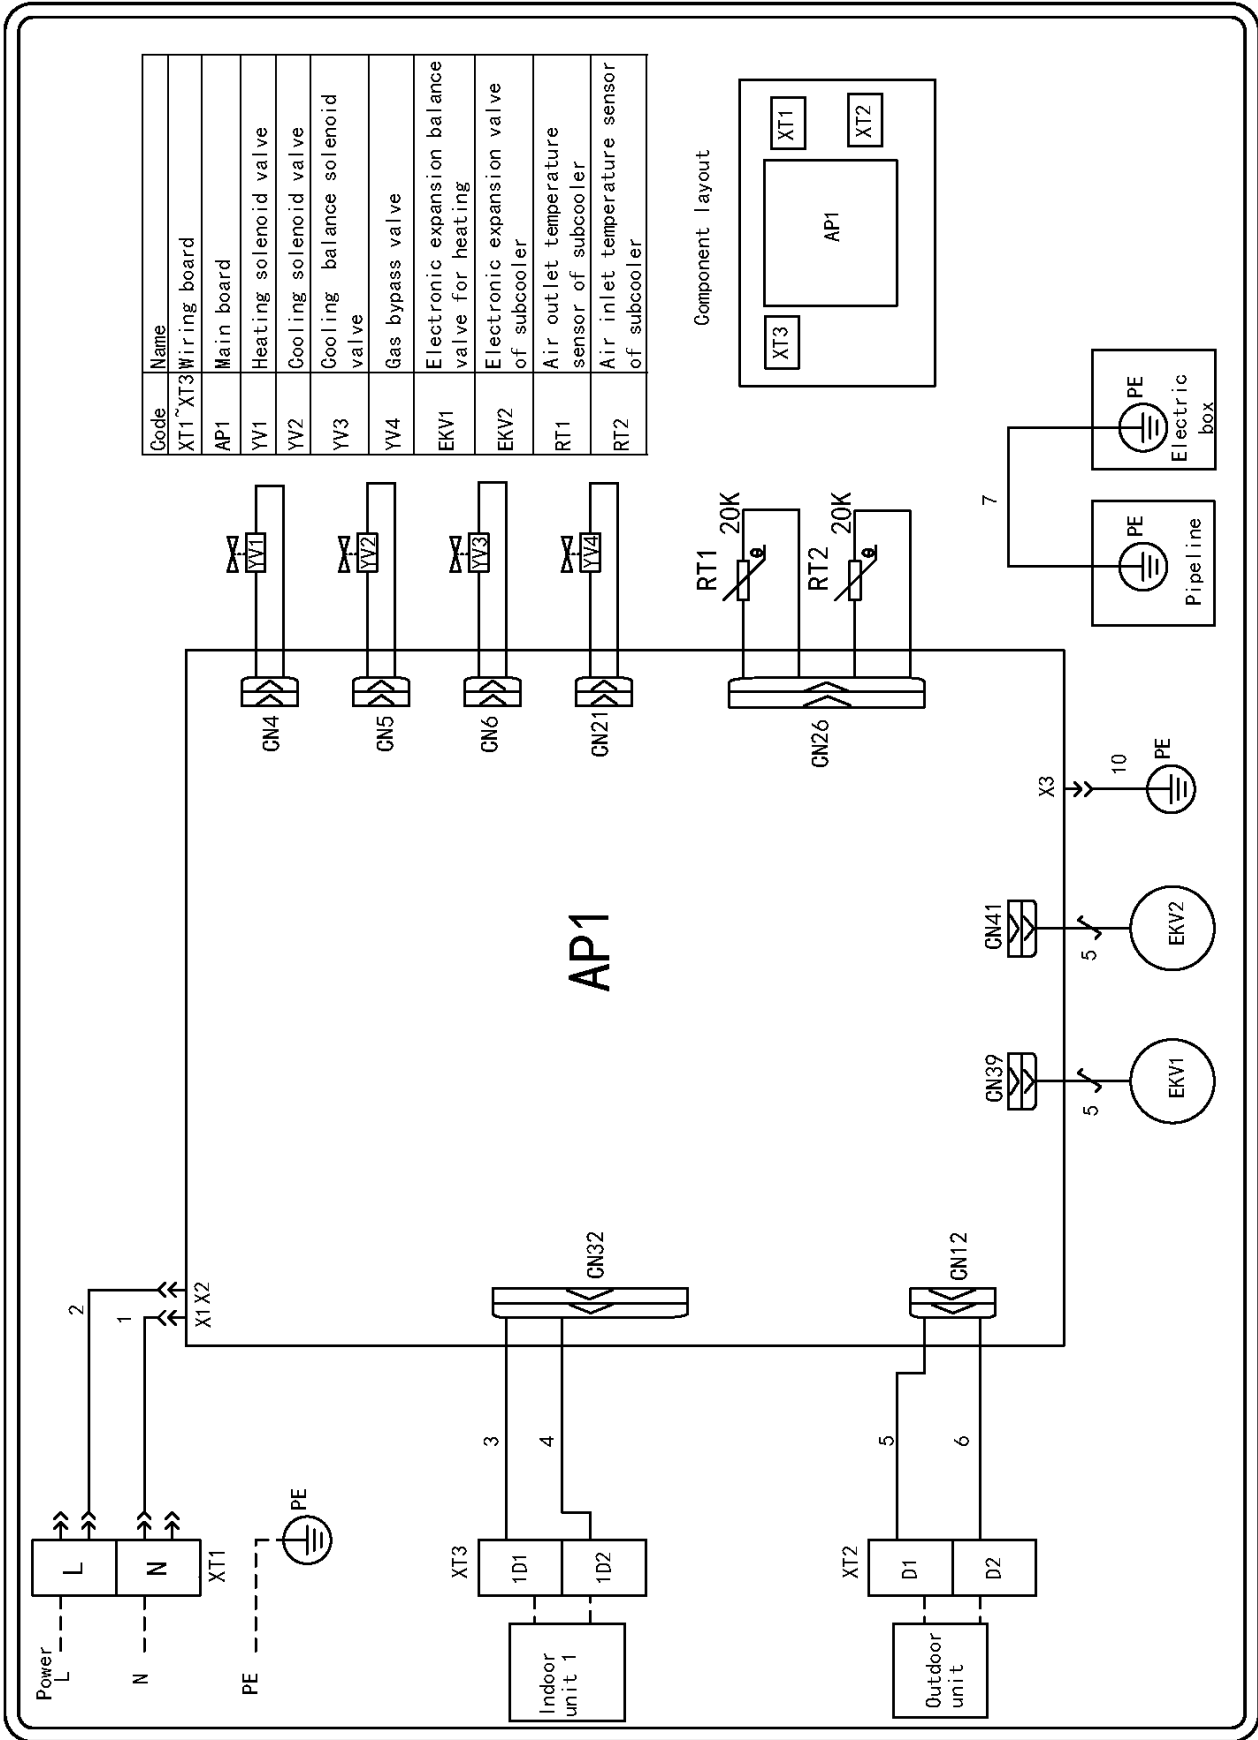 Power
L
N
PE
L
N
XT1
2
1
X1 X2
PE
Indoor
unit 1
XT3
1D1
1D2
3
4
CN32
Outdoor
unit
XT2
D1
D2
5
6
CN12
AP1
CN39
5
EKV1
CN41
5
EKV2
X3
10
PE
CN4
YV1
CN5
YV2
CN6
YV3
CN21
YV4
CN26
RT1
20K
θ
RT2
20K
θ
Pipeline
PE
7
Electric
box
PE
Code Name
XT1~XT3 Wiring board
AP1 Main board
YV1 Heating solenoid valve
YV2 Cooling solenoid valve
YV3 Cooling balance solenoid
valve
YV4 Gas bypass valve
EKV1 Electronic expansion balance
valve for heating
EKV2 Electronic expansion valve
of subcooler
RT1 Air outlet temperature
sensor of subcooler
RT2 Air inlet temperature sensor
of subcooler
Component layout
XT3
AP1
XT1
XT2